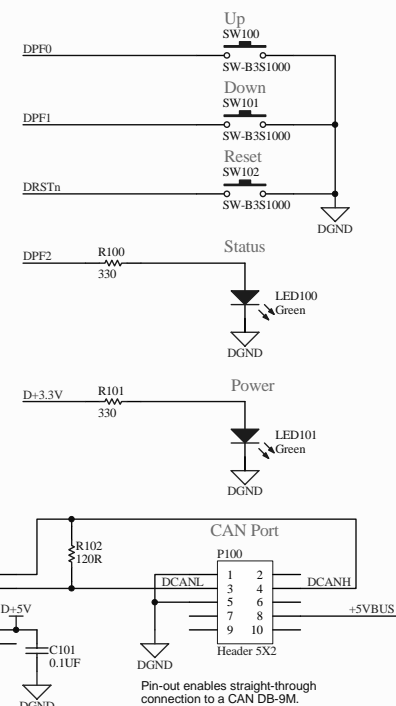 Up
SW100
DPF0
SW-B3S1000
Down
SW101
DPF1
SW-B3S1000
Reset
SW102
DRSTn
SW-B3S1000
DGND
Status
DPF2
R100
330
LED100
Green
DGND
Power
D+3.3V
R101
330
LED101
Green
DGND
CAN Port
R102
120R
P100
DCANL
1 2
3 4
5 6
7 8
9 10
DCANH
+5VBUS
Header 5X2
D+5V
C101
0.1UF
DGND
DGND
Pin-out enables straight-through
connection to a CAN DB-9M.